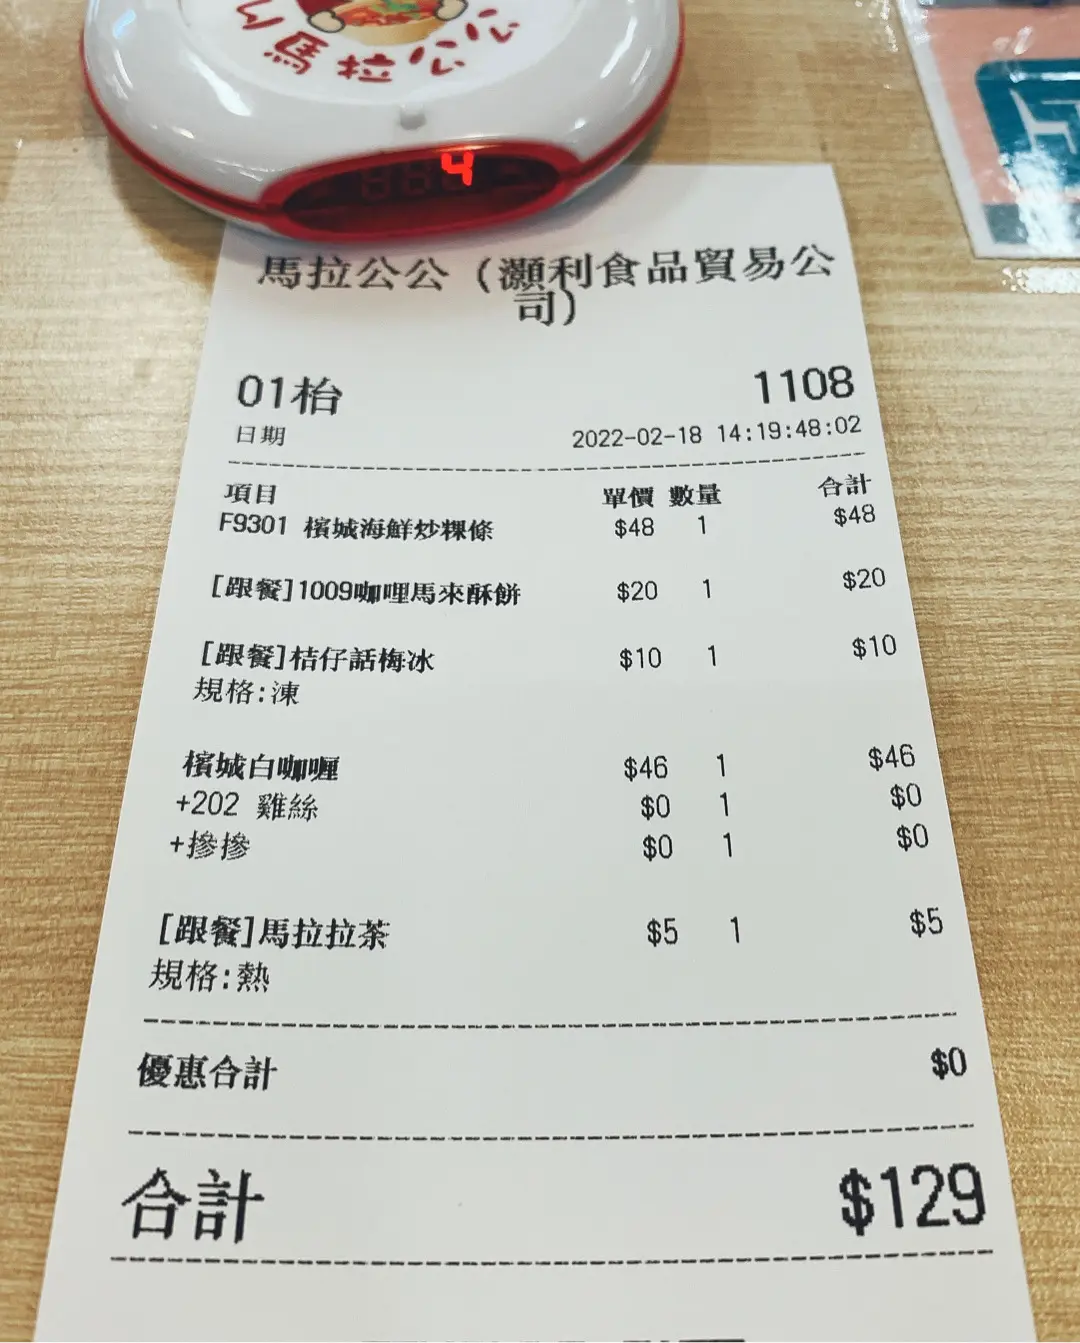 馬拉公公
4
馬拉公公 (灝利食品貿易公
司)
01枱 1108
日期 2022-02-18 14:19:48:02
項目 單價 數量 合計
F9301 檳城海鮮炒粿條 $48 1 $48
[跟餐]1009咖哩馬來酥餅 $20 1 $20
[跟餐]桔仔話梅冰 $10 1 $10
規格:凍
檳城白咖喱 $46 1 $46
+202 雞絲 $0 1 $0
+摻摻 $0 1 $0
[跟餐]馬拉拉茶 $5 1 $5
規格:熱
優惠合計 $0
合計 $129